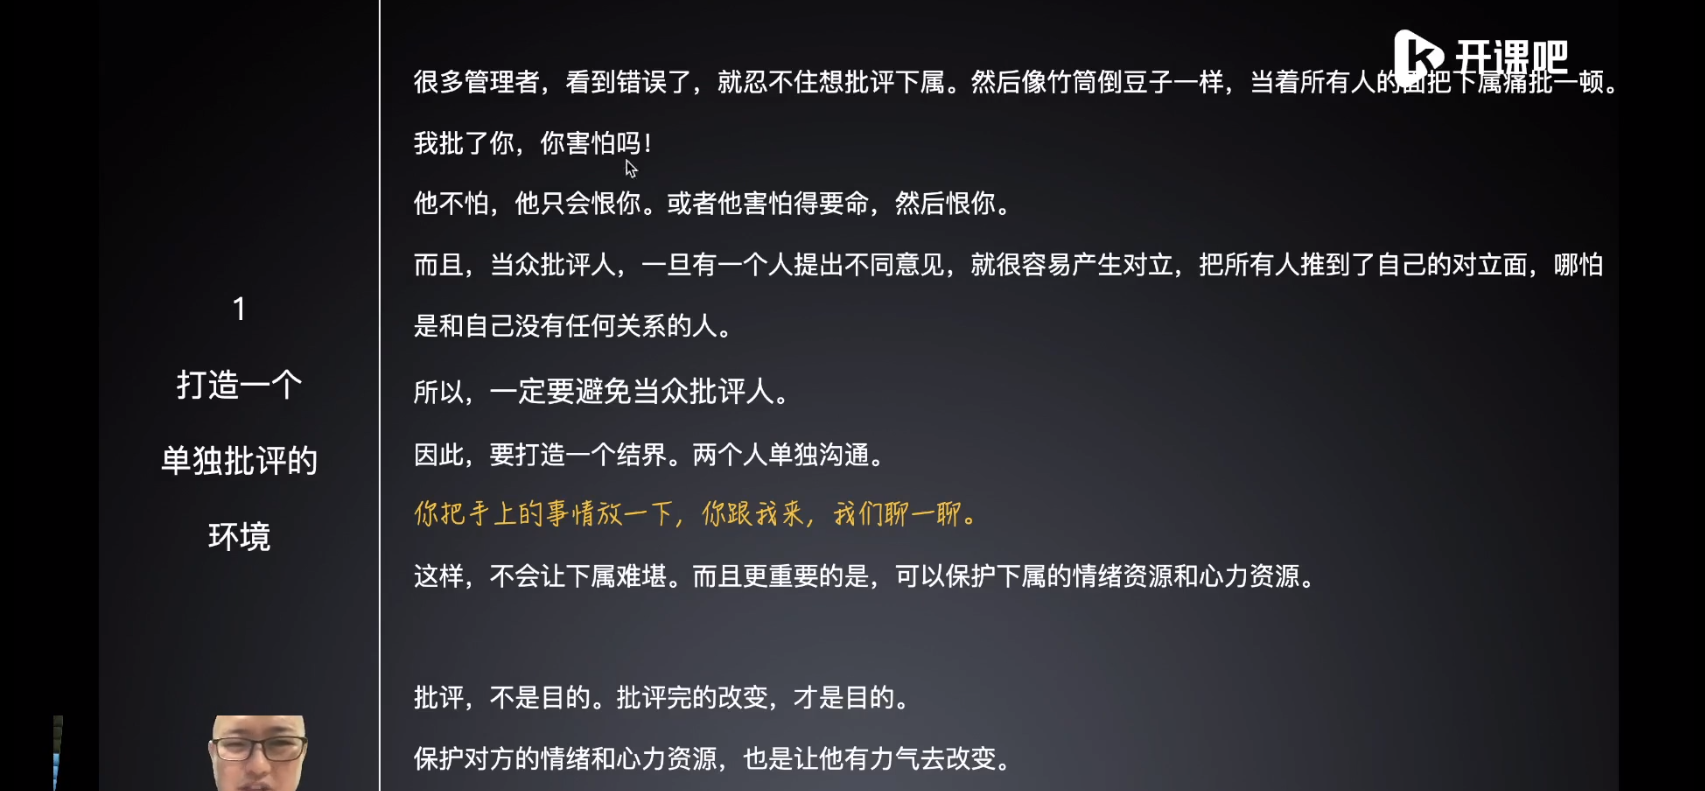 开课吧
很多管理者，看到错误了，就忍不住想批评下属。然后像竹筒倒豆子一样，当着所有人的面把下属痛批一顿。
我批了你，你害怕吗！
他不怕，他只会恨你。或者他害怕得要命，然后恨你。
而且，当众批评人，一旦有一个人提出不同意见，就很容易产生对立，把所有人推到了自己的对立面，哪怕
是和自己没有任何关系的人。
所以，一定要避免当众批评人。
因此，要打造一个结界。两个人单独沟通。
你把手上的事情放一下，你跟我来，我们聊一聊。
这样，不会让下属难堪。而且更重要的是，可以保护下属的情绪资源和心力资源。
批评，不是目的。批评完的改变，才是目的。
保护对方的情绪和心力资源，也是让他有力气去改变。
1
打造一个
单独批评的
环境